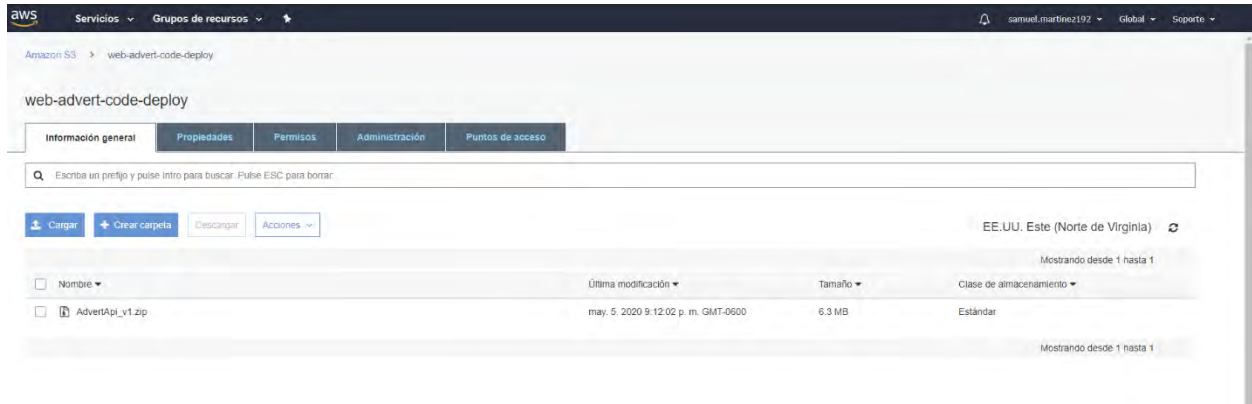 aws Servicios Grupos de recursos samuel.martinez192 Global Soporte
Amazon S3 > web-advert-code-deploy
web-advert-code-deploy
Información general Propiedades Permisos Administración Puntos de acceso
Escriba un prefijo y pulse Intro para buscar. Pulse ESC para borrar.
Cargar + Crear carpeta Descargar Acciones EE.UU. Este (Norte de Virginia)
Mostrando desde 1 hasta 1
Nombre Última modificación Tamaño Clase de almacenamiento
AdvertApi_v1.zip may. 5, 2020 9:12:02 p. m. GMT-0600 6.3 MB Estándar
Mostrando desde 1 hasta 1